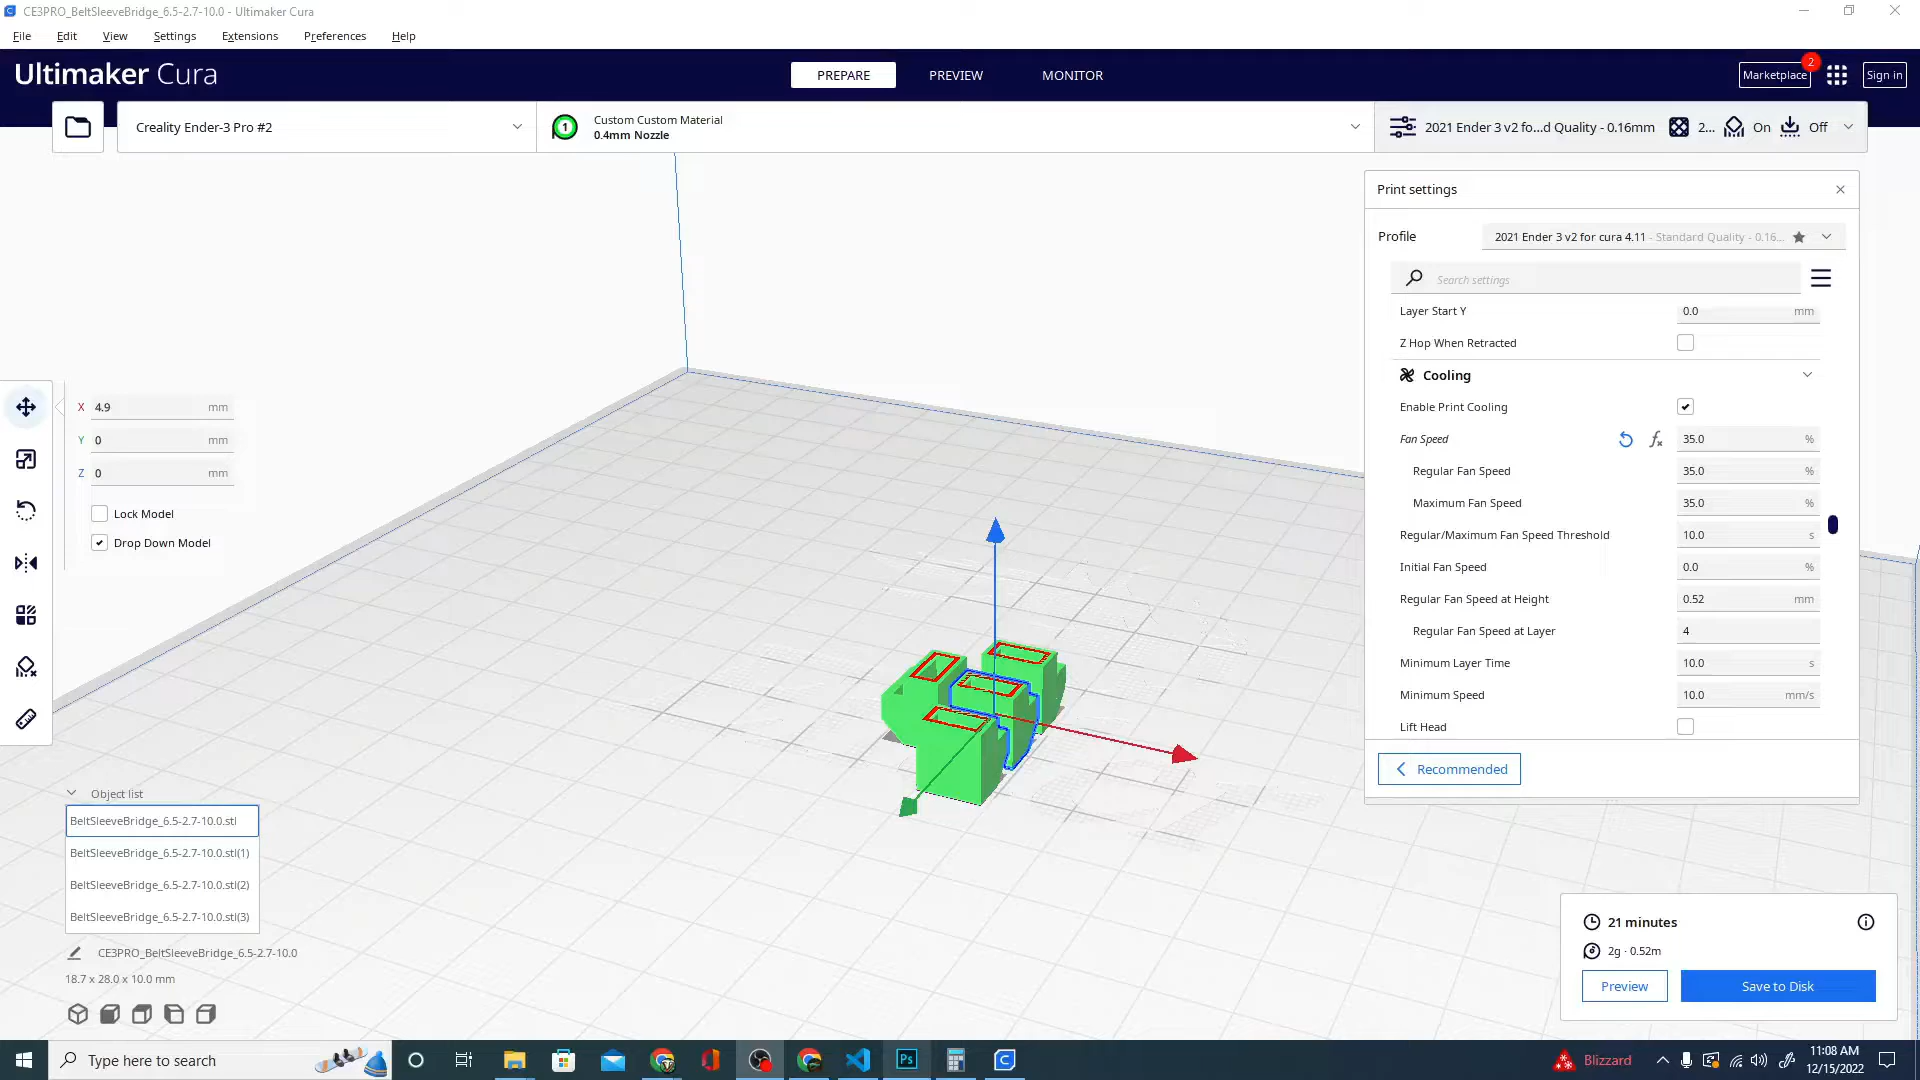 CE3PRO_BeltSleeveBridge_6.5-2.7-10.0 - Ultimaker Cura
File Edit View Settings Extensions Preferences Help
Ultimaker Cura
PREPARE PREVIEW MONITOR
Marketplace 2 Sign in
Creality Ender-3 Pro #2
1 Custom Custom Material
0.4mm Nozzle
2021 Ender 3 v2 fo...d Quality - 0.16mm 2... On Off
Print settings
Profile 2021 Ender 3 v2 for cura 4.11 - Standard Quality - 0.16...
Search settings
Layer Start Y 0.0 mm
Z Hop When Retracted
Cooling
Enable Print Cooling
Fan Speed fx 35.0 %
Regular Fan Speed 35.0 %
Maximum Fan Speed 35.0 %
Regular/Maximum Fan Speed Threshold 10.0 s
Initial Fan Speed 0.0 %
Regular Fan Speed at Height 0.52 mm
Regular Fan Speed at Layer 4
Minimum Layer Time 10.0 s
Minimum Speed 10.0 mm/s
Lift Head
Recommended
X 4.9 mm
Y 0 mm
Z 0 mm
Lock Model
Drop Down Model
Object list
BeltSleeveBridge_6.5-2.7-10.0.stl
BeltSleeveBridge_6.5-2.7-10.0.stl(1)
BeltSleeveBridge_6.5-2.7-10.0.stl(2)
BeltSleeveBridge_6.5-2.7-10.0.stl(3)
CE3PRO_BeltSleeveBridge_6.5-2.7-10.0
18.7 x 28.0 x 10.0 mm
21 minutes
2g · 0.52m
Preview Save to Disk
Type here to search
Ps
Blizzard
11:08 AM
12/15/2022